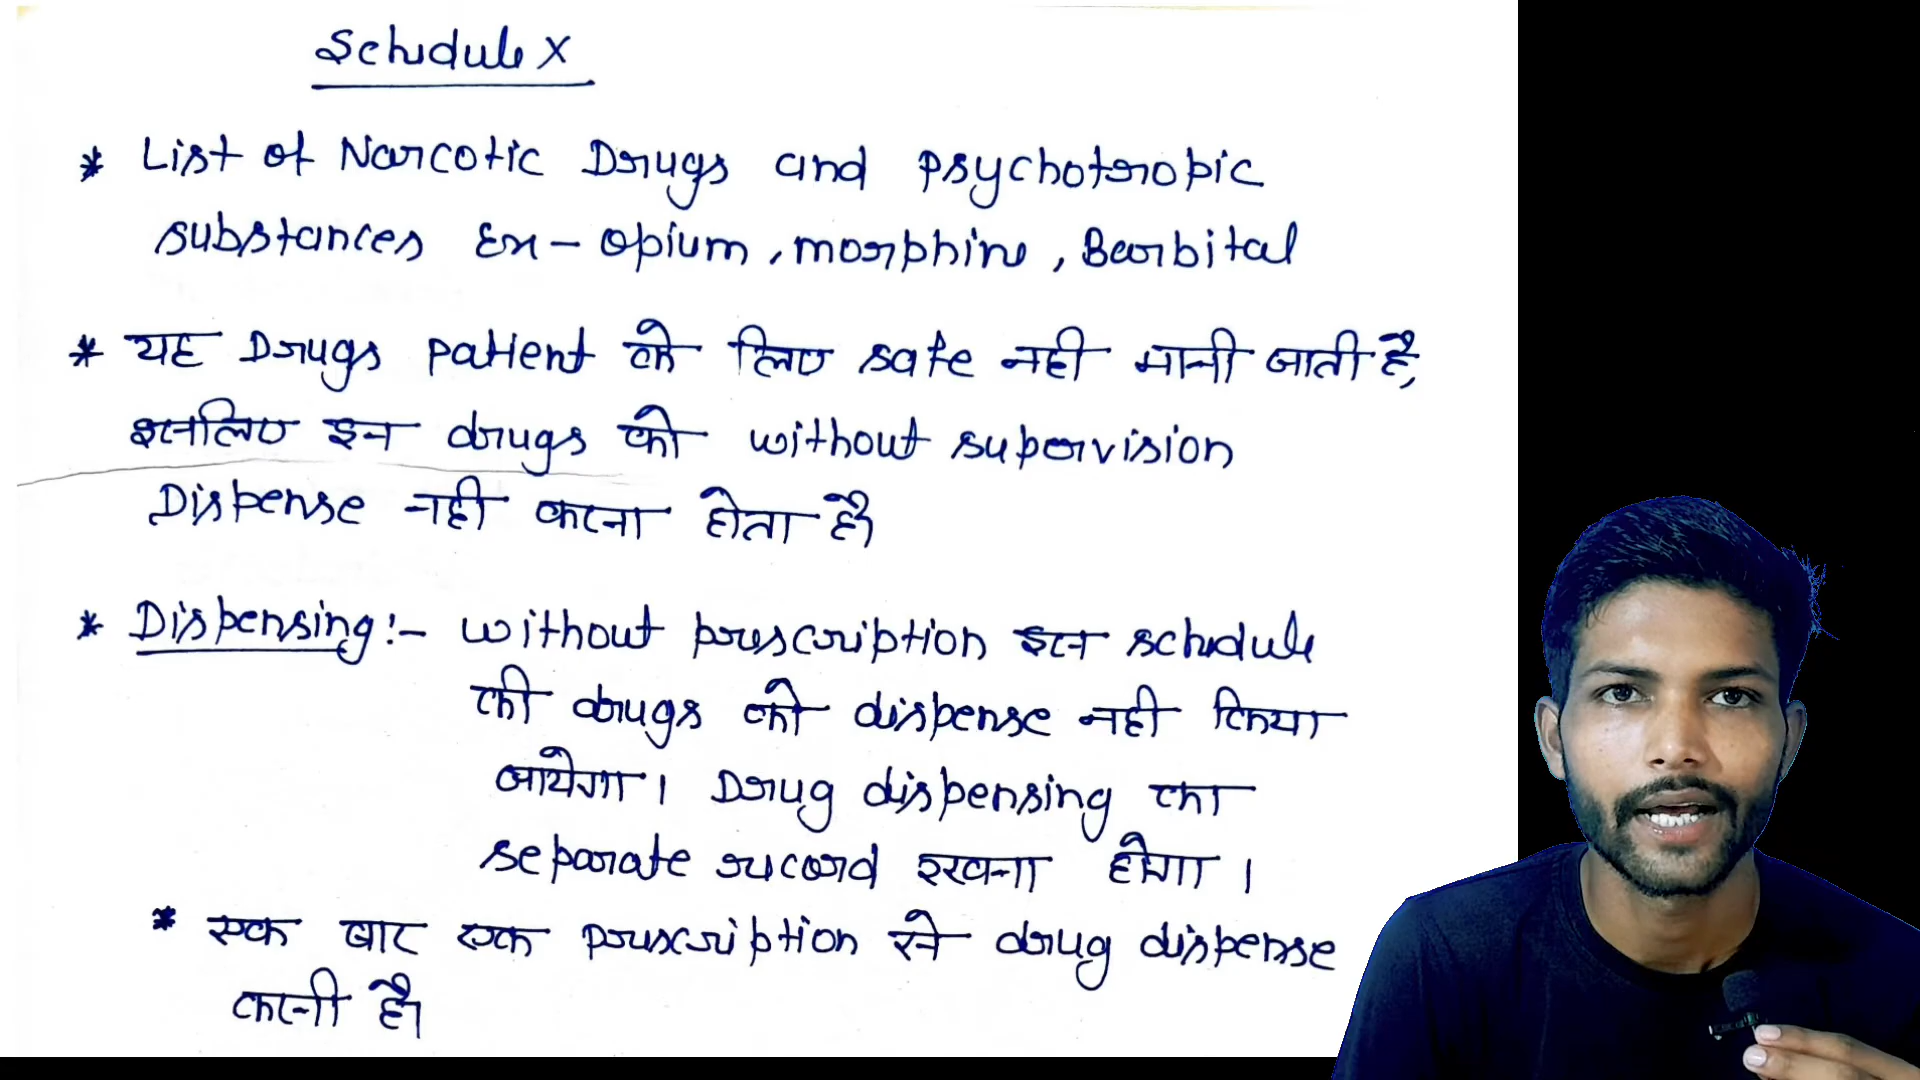 Schedule X
* List of Narcotic Drugs and psychotropic
substances Ex - opium, morphine, Barbital
* यह Drugs patient के लिए safe नही मानी जाती है,
इसलिए इन drugs को without supervision
Dispense नही करना होता है।
* Dispensing :- without prescription इस schedule
की drugs को dispense नही किया
जायेगा। Drug dispensing का
separate record रखना होगा।
* एक बार एक prescription से drug dispense
करनी है।